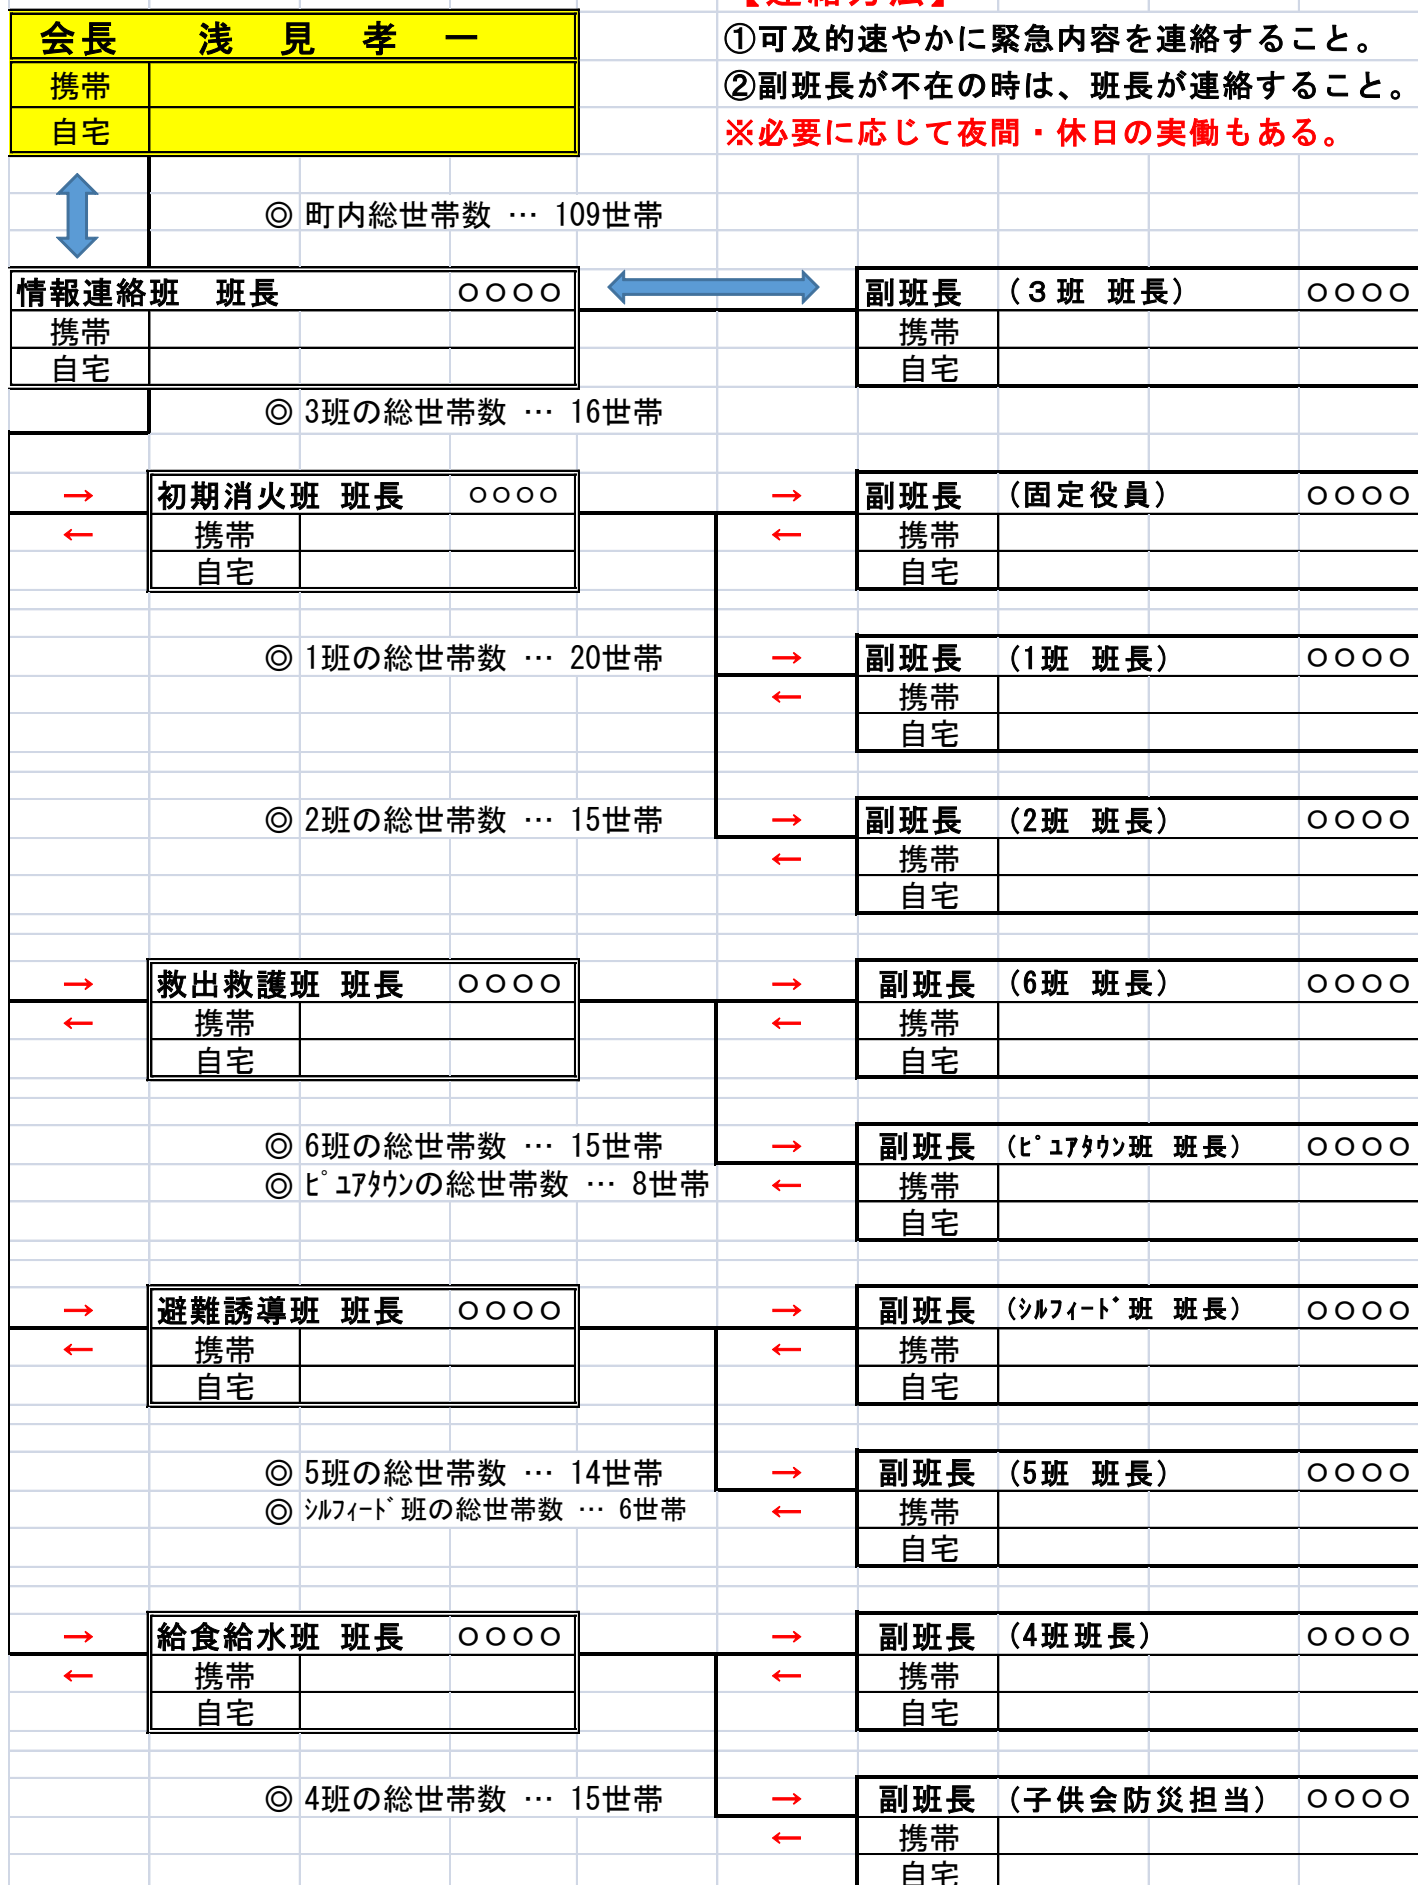 【連絡方法】
会長 浅 見 孝 一
①可及的速やかに緊急内容を連絡すること。
携帯
②副班長が不在の時は、班長が連絡すること。
自宅
※必要に応じて夜間・休日の実働もある。
◎ 町内総世帯数 … 109世帯
情報連絡班 班長 ○○○○
副班長 (３班 班長) ○○○○
携帯
携帯
自宅
自宅
◎ 3班の総世帯数 … 16世帯
→ 初期消火班 班長 ○○○○ → 副班長 (固定役員) ○○○○
← 携帯 ← 携帯
自宅
自宅
◎ 1班の総世帯数 … 20世帯 → 副班長 (1班 班長) ○○○○
← 携帯
自宅
◎ 2班の総世帯数 … 15世帯 → 副班長 (2班 班長) ○○○○
← 携帯
自宅
→ 救出救護班 班長 ○○○○ → 副班長 (6班 班長) ○○○○
← 携帯 ← 携帯
自宅
自宅
◎ 6班の総世帯数 … 15世帯 → 副班長 (ﾋﾟｭｱﾀｳﾝ班 班長) ○○○○
◎ ﾋﾟｭｱﾀｳﾝの総世帯数 … 8世帯 ← 携帯
自宅
→ 避難誘導班 班長 ○○○○ → 副班長 (ｼﾙﾌｨｰﾄﾞ班 班長) ○○○○
← 携帯 ← 携帯
自宅
自宅
◎ 5班の総世帯数 … 14世帯 → 副班長 (5班 班長) ○○○○
◎ ｼﾙﾌｨｰﾄﾞ班の総世帯数 … 6世帯 ← 携帯
自宅
→ 給食給水班 班長 ○○○○ → 副班長 (4班班長) ○○○○
← 携帯 ← 携帯
自宅
自宅
◎ 4班の総世帯数 … 15世帯 → 副班長 (子供会防災担当) ○○○○
← 携帯
自宅